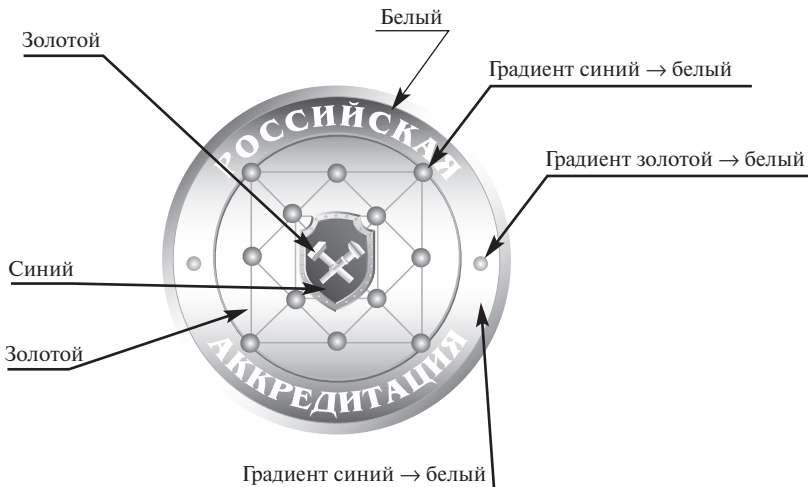 Белый
Золотой
Градиент синий → белый
РОССИЙСКАЯ
Градиент золотой → белый
Синий
Золотой
АККРЕДИТАЦИЯ
Градиент синий → белый